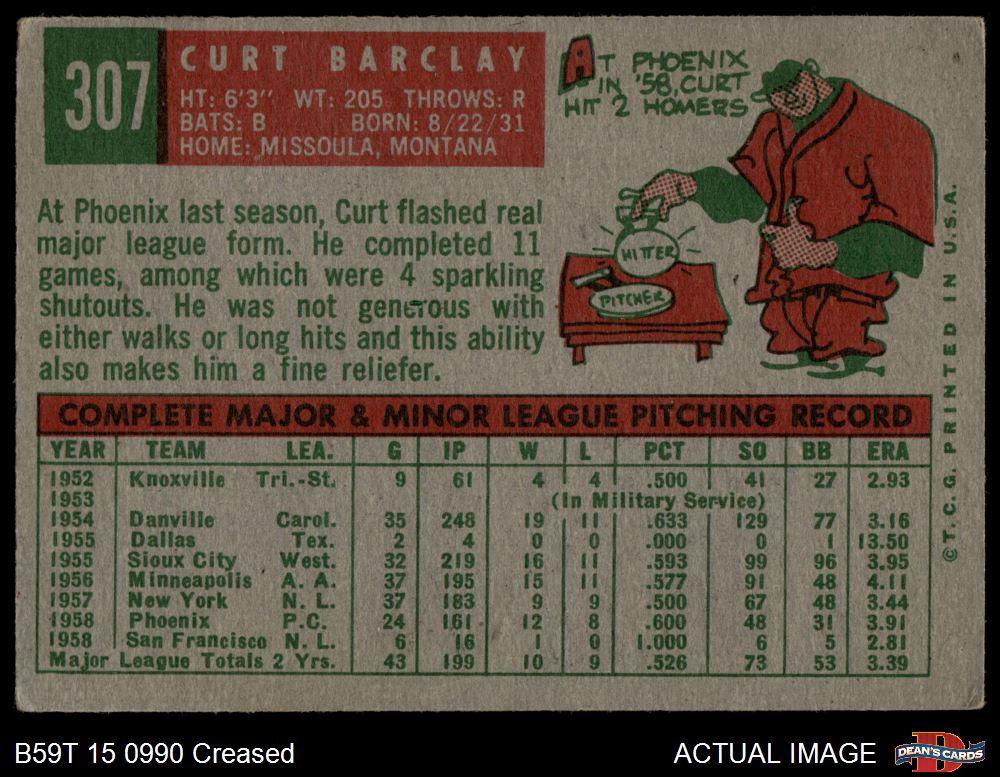 307
CURT BARCLAY
HT: 6'3" WT: 205 THROWS: R
BATS: B BORN: 8/22/31
HOME: MISSOULA, MONTANA
AT PHOENIX
IN '58, CURT
HIT 2 HOMERS
HITTER
PITCHER
At Phoenix last season, Curt flashed real
major league form. He completed 11
games, among which were 4 sparkling
shutouts. He was not generous with
either walks or long hits and this ability
also makes him a fine reliefer.
COMPLETE MAJOR & MINOR LEAGUE PITCHING RECORD
YEAR TEAM LEA. G IP W L PCT SO BB ERA
1952 Knoxville Tri.-St. 9 61 4 4 .500 41 27 2.93
1953 (In Military Service)
1954 Danville Carol. 35 248 19 11 .633 129 77 3.16
1955 Dallas Tex. 2 4 0 0 .000 0 1 13.50
1955 Sioux City West. 32 219 16 11 .593 99 96 3.95
1956 Minneapolis A. A. 37 195 15 11 .577 91 48 4.11
1957 New York N. L. 37 183 9 9 .500 67 48 3.44
1958 Phoenix P.C. 24 161 12 8 .600 48 31 3.91
1958 San Francisco N. L. 6 16 1 0 1.000 6 5 2.81
Major League Totals 2 Yrs. 43 199 10 9 .526 73 53 3.39
©T.C.G. PRINTED IN U.S.A.
B59T 15 0990 Creased
ACTUAL IMAGE
DEAN'S CARDS